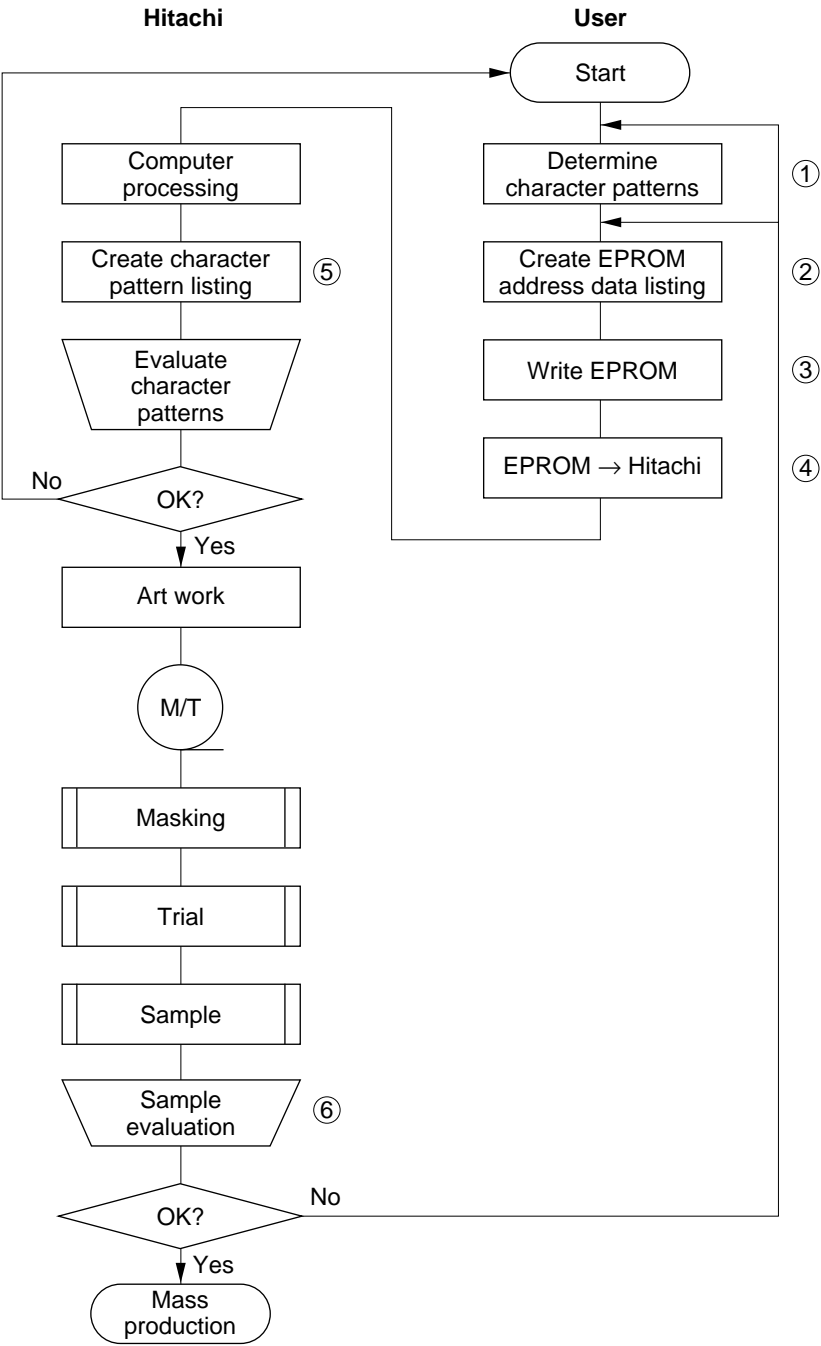 Hitachi
User
Start
Determine
character patterns
①
Create EPROM
address data listing
②
Write EPROM
③
EPROM → Hitachi
④
Computer
processing
Create character
pattern listing
⑤
Evaluate
character
patterns
OK?
No
Yes
Art work
M/T
Masking
Trial
Sample
Sample
evaluation
⑥
OK?
No
Yes
Mass
production